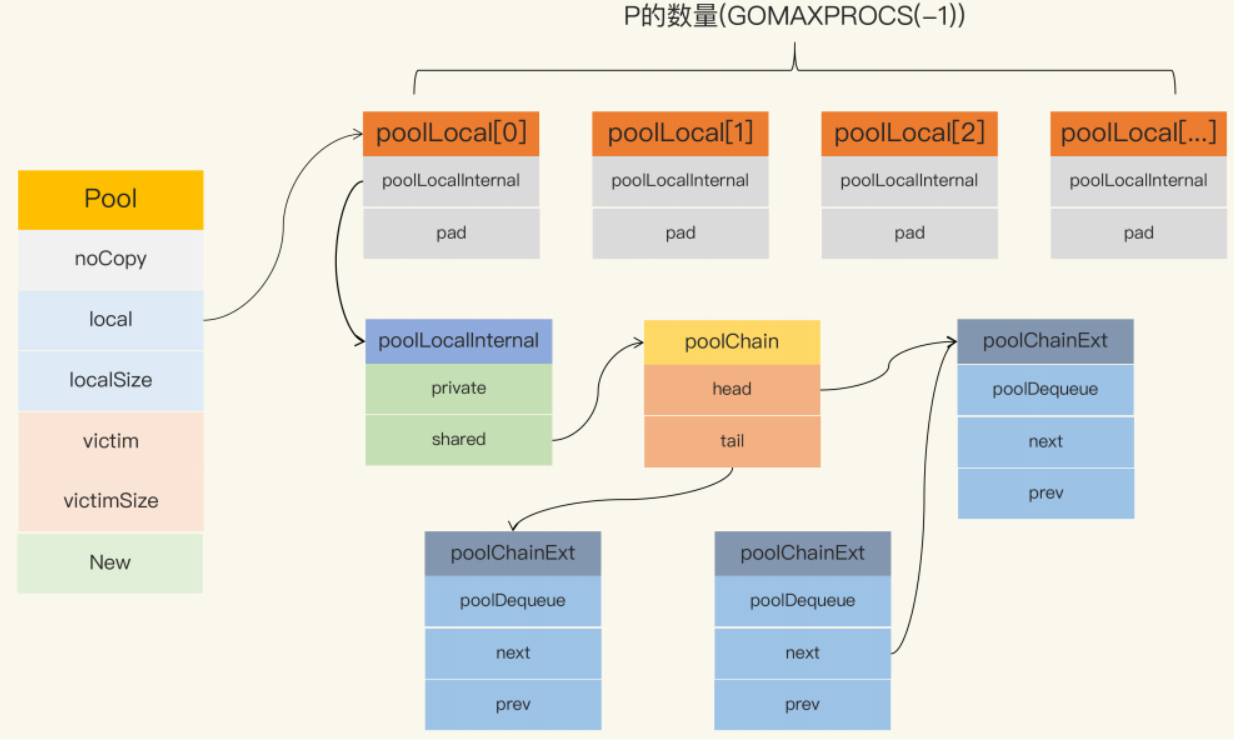 P的数量(GOMAXPROCS(-1))
poolLocal[0]
poolLocal[1]
poolLocal[2]
poolLocal[...]
poolLocalInternal
poolLocalInternal
poolLocalInternal
poolLocalInternal
pad
pad
pad
pad
Pool
noCopy
local
localSize
victim
victimSize
New
poolLocalInternal
private
shared
poolChain
head
tail
poolChainExt
poolDequeue
next
prev
poolChainExt
poolDequeue
next
prev
poolChainExt
poolDequeue
next
prev